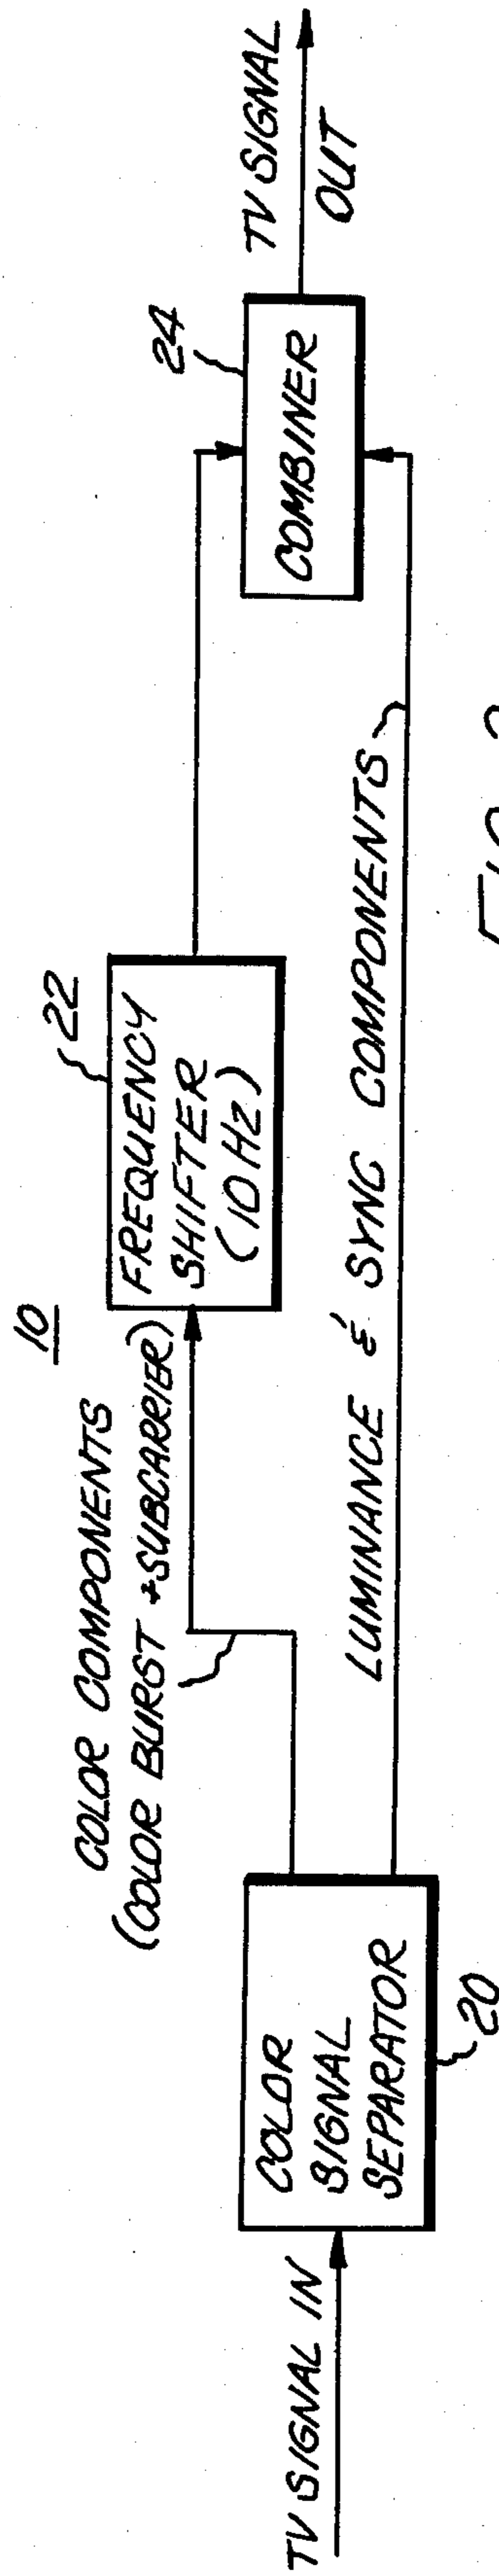 10
TV SIGNAL IN
COLOR
SIGNAL
SEPARATOR
20
COLOR COMPONENTS
(COLOR BURST + SUBCARRIER)
22
FREQUENCY
SHIFTER
(10 HZ)
LUMINANCE & SYNC COMPONENTS
24
COMBINER
TV SIGNAL
OUT